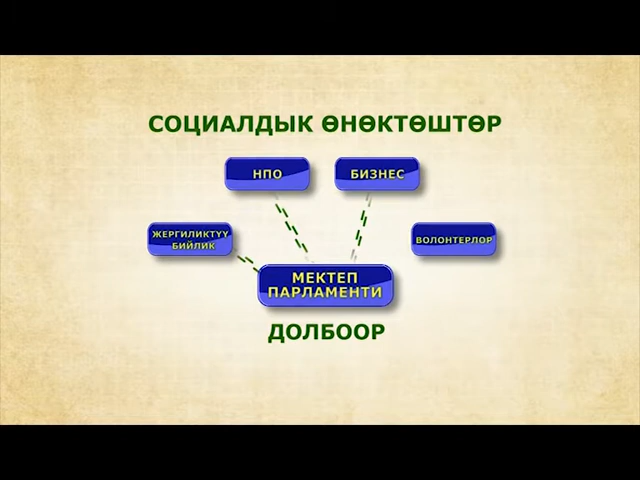 СОЦИАЛДЫК ӨНӨКТӨШТӨР
НПО
БИЗНЕС
ЖЕРГИЛИКТҮҮ
БИЙЛИК
ВОЛОНТЕРЛОР
МЕКТЕП
ПАРЛАМЕНТИ
ДОЛБООР